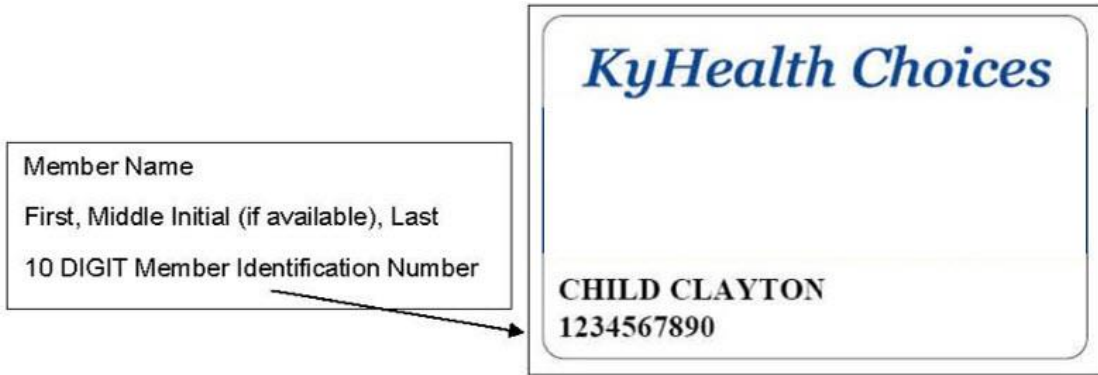 KyHealth Choices
Member Name
First, Middle Initial (if available), Last
10 DIGIT Member Identification Number
CHILD CLAYTON
1234567890